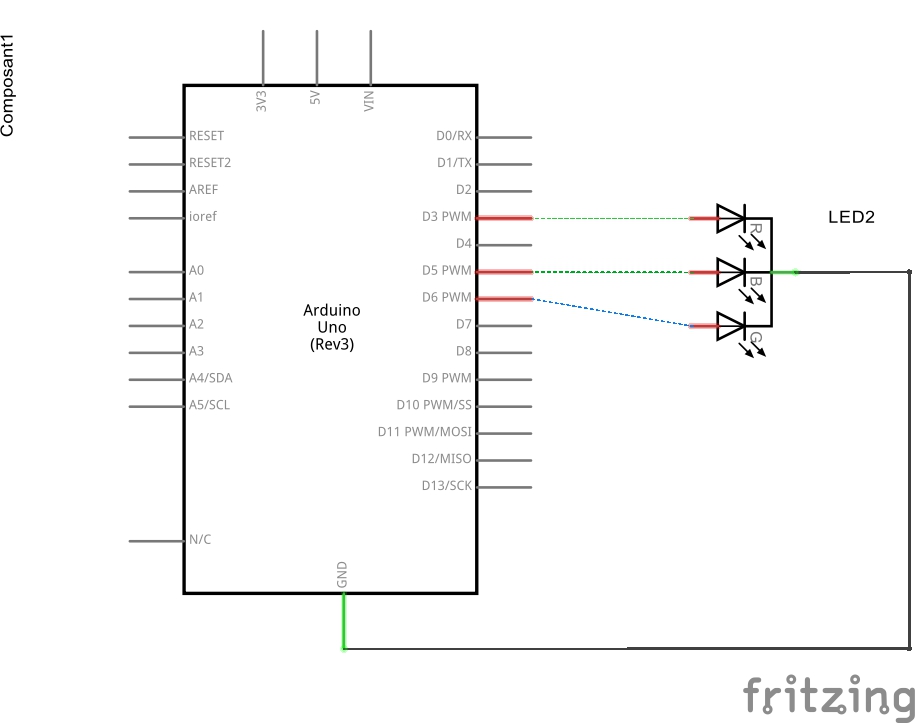 Composant1
3V3
5V
VIN
RESET
RESET2
AREF
ioref
A0
A1
A2
A3
A4/SDA
A5/SCL
N/C
Arduino
Uno
(Rev3)
D0/RX
D1/TX
D2
D3 PWM
D4
D5 PWM
D6 PWM
D7
D8
D9 PWM
D10 PWM/SS
D11 PWM/MOSI
D12/MISO
D13/SCK
GND
R
B
G
LED2
fritzing